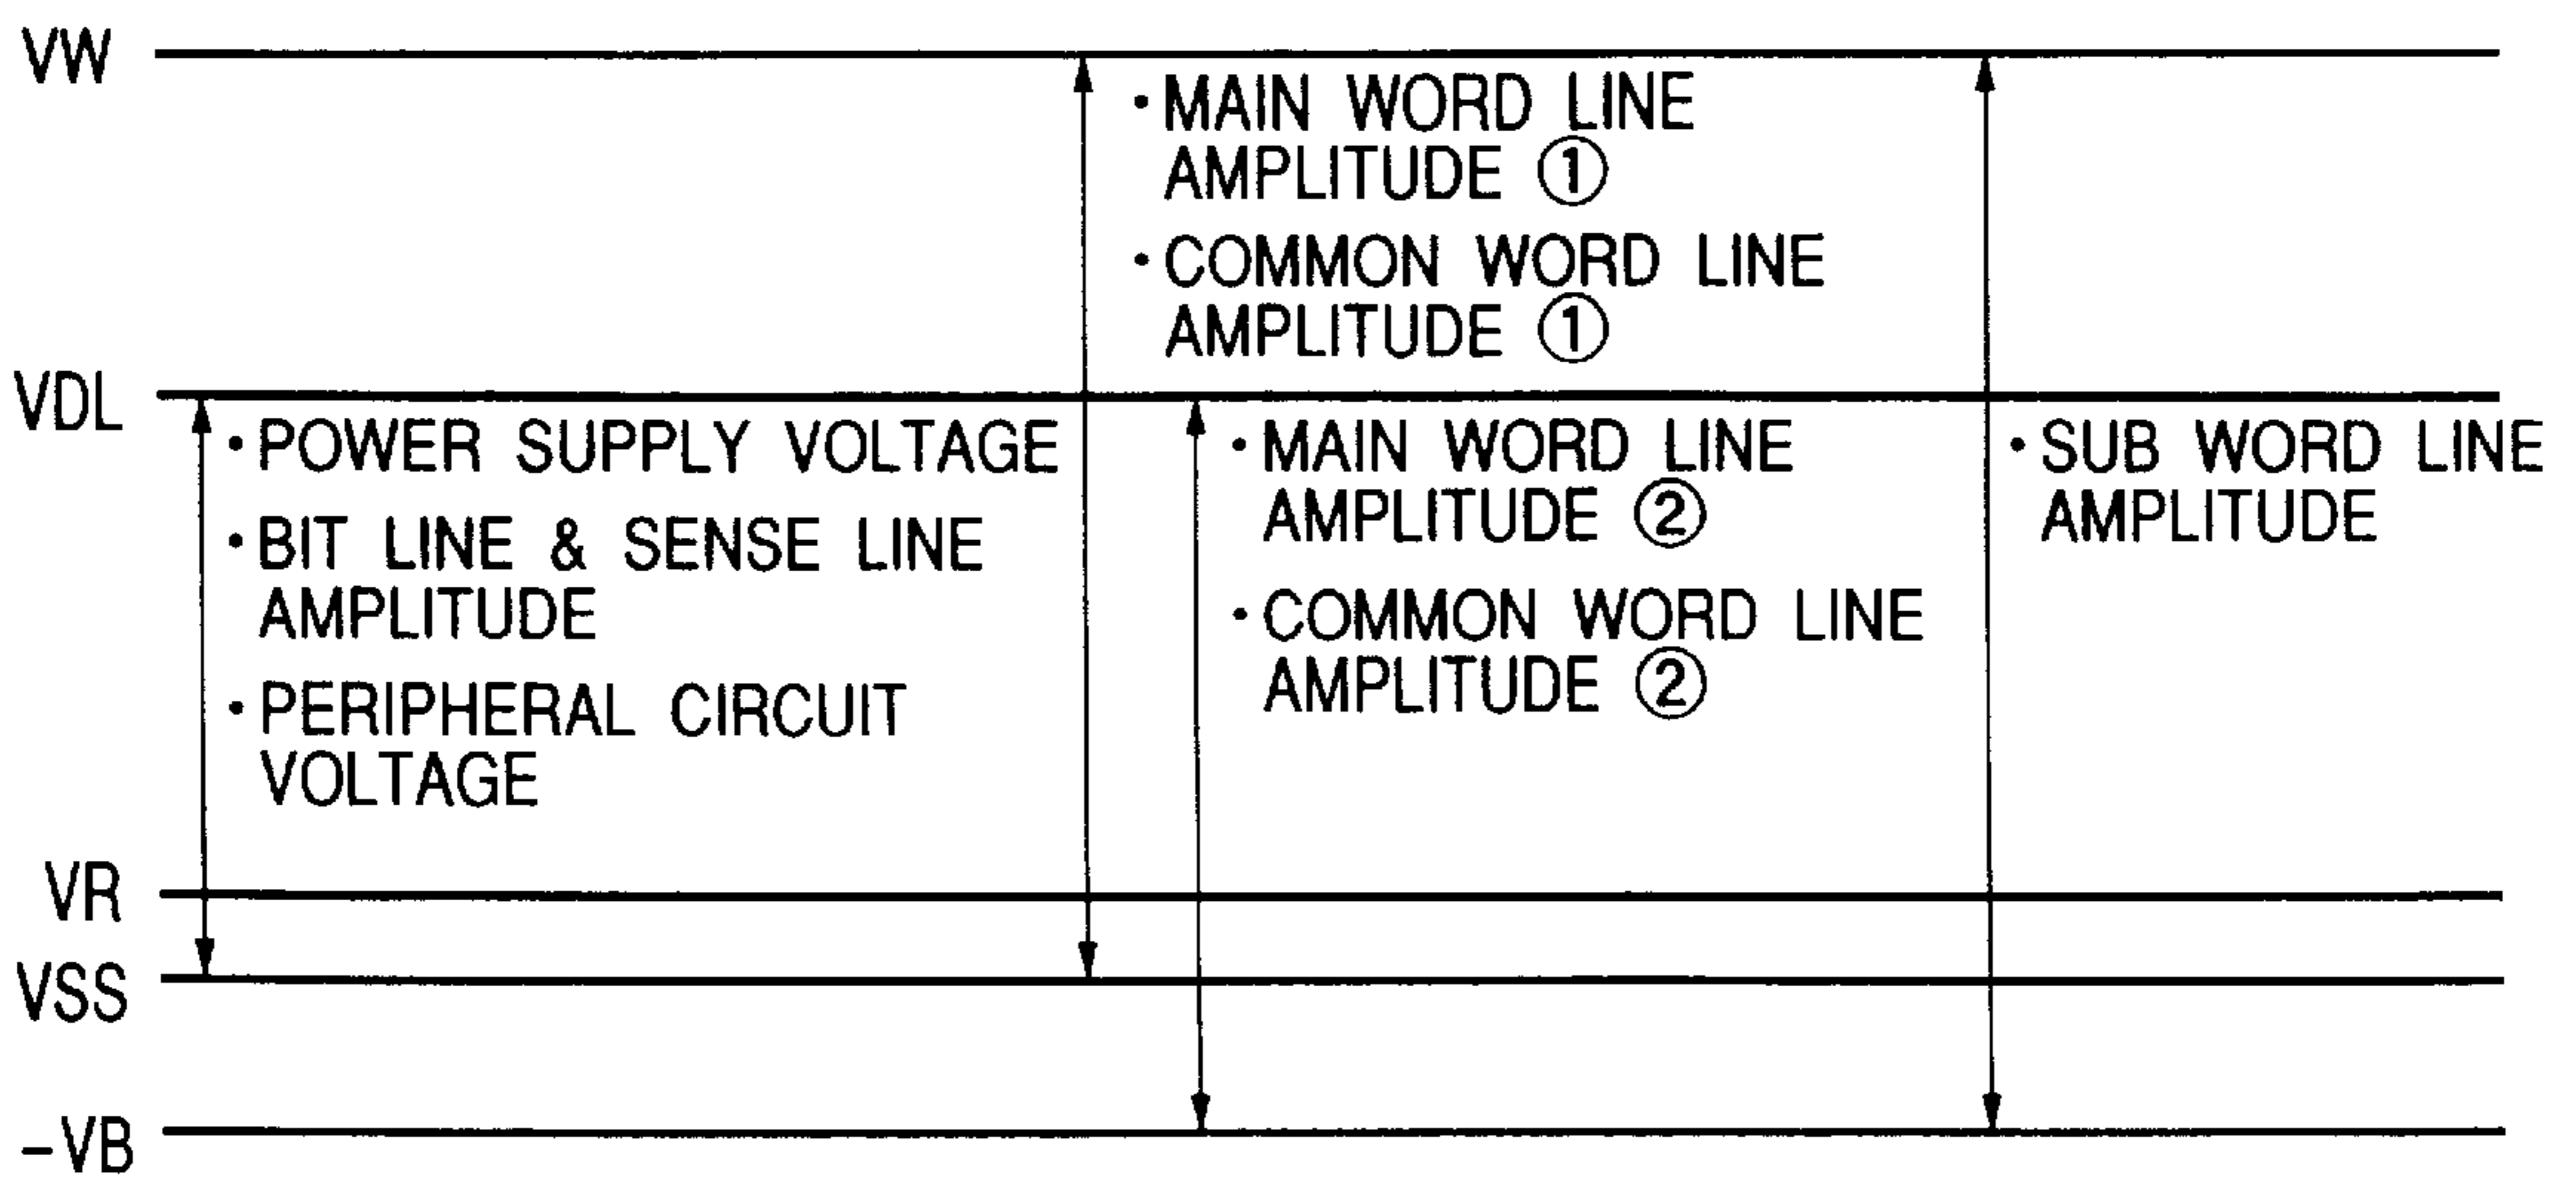 VW
・MAIN WORD LINE
AMPLITUDE ①
・COMMON WORD LINE
AMPLITUDE ①
VDL
・POWER SUPPLY VOLTAGE
・BIT LINE & SENSE LINE
AMPLITUDE
・PERIPHERAL CIRCUIT
VOLTAGE
・MAIN WORD LINE
AMPLITUDE ②
・COMMON WORD LINE
AMPLITUDE ②
・SUB WORD LINE
AMPLITUDE
VR
VSS
-VB